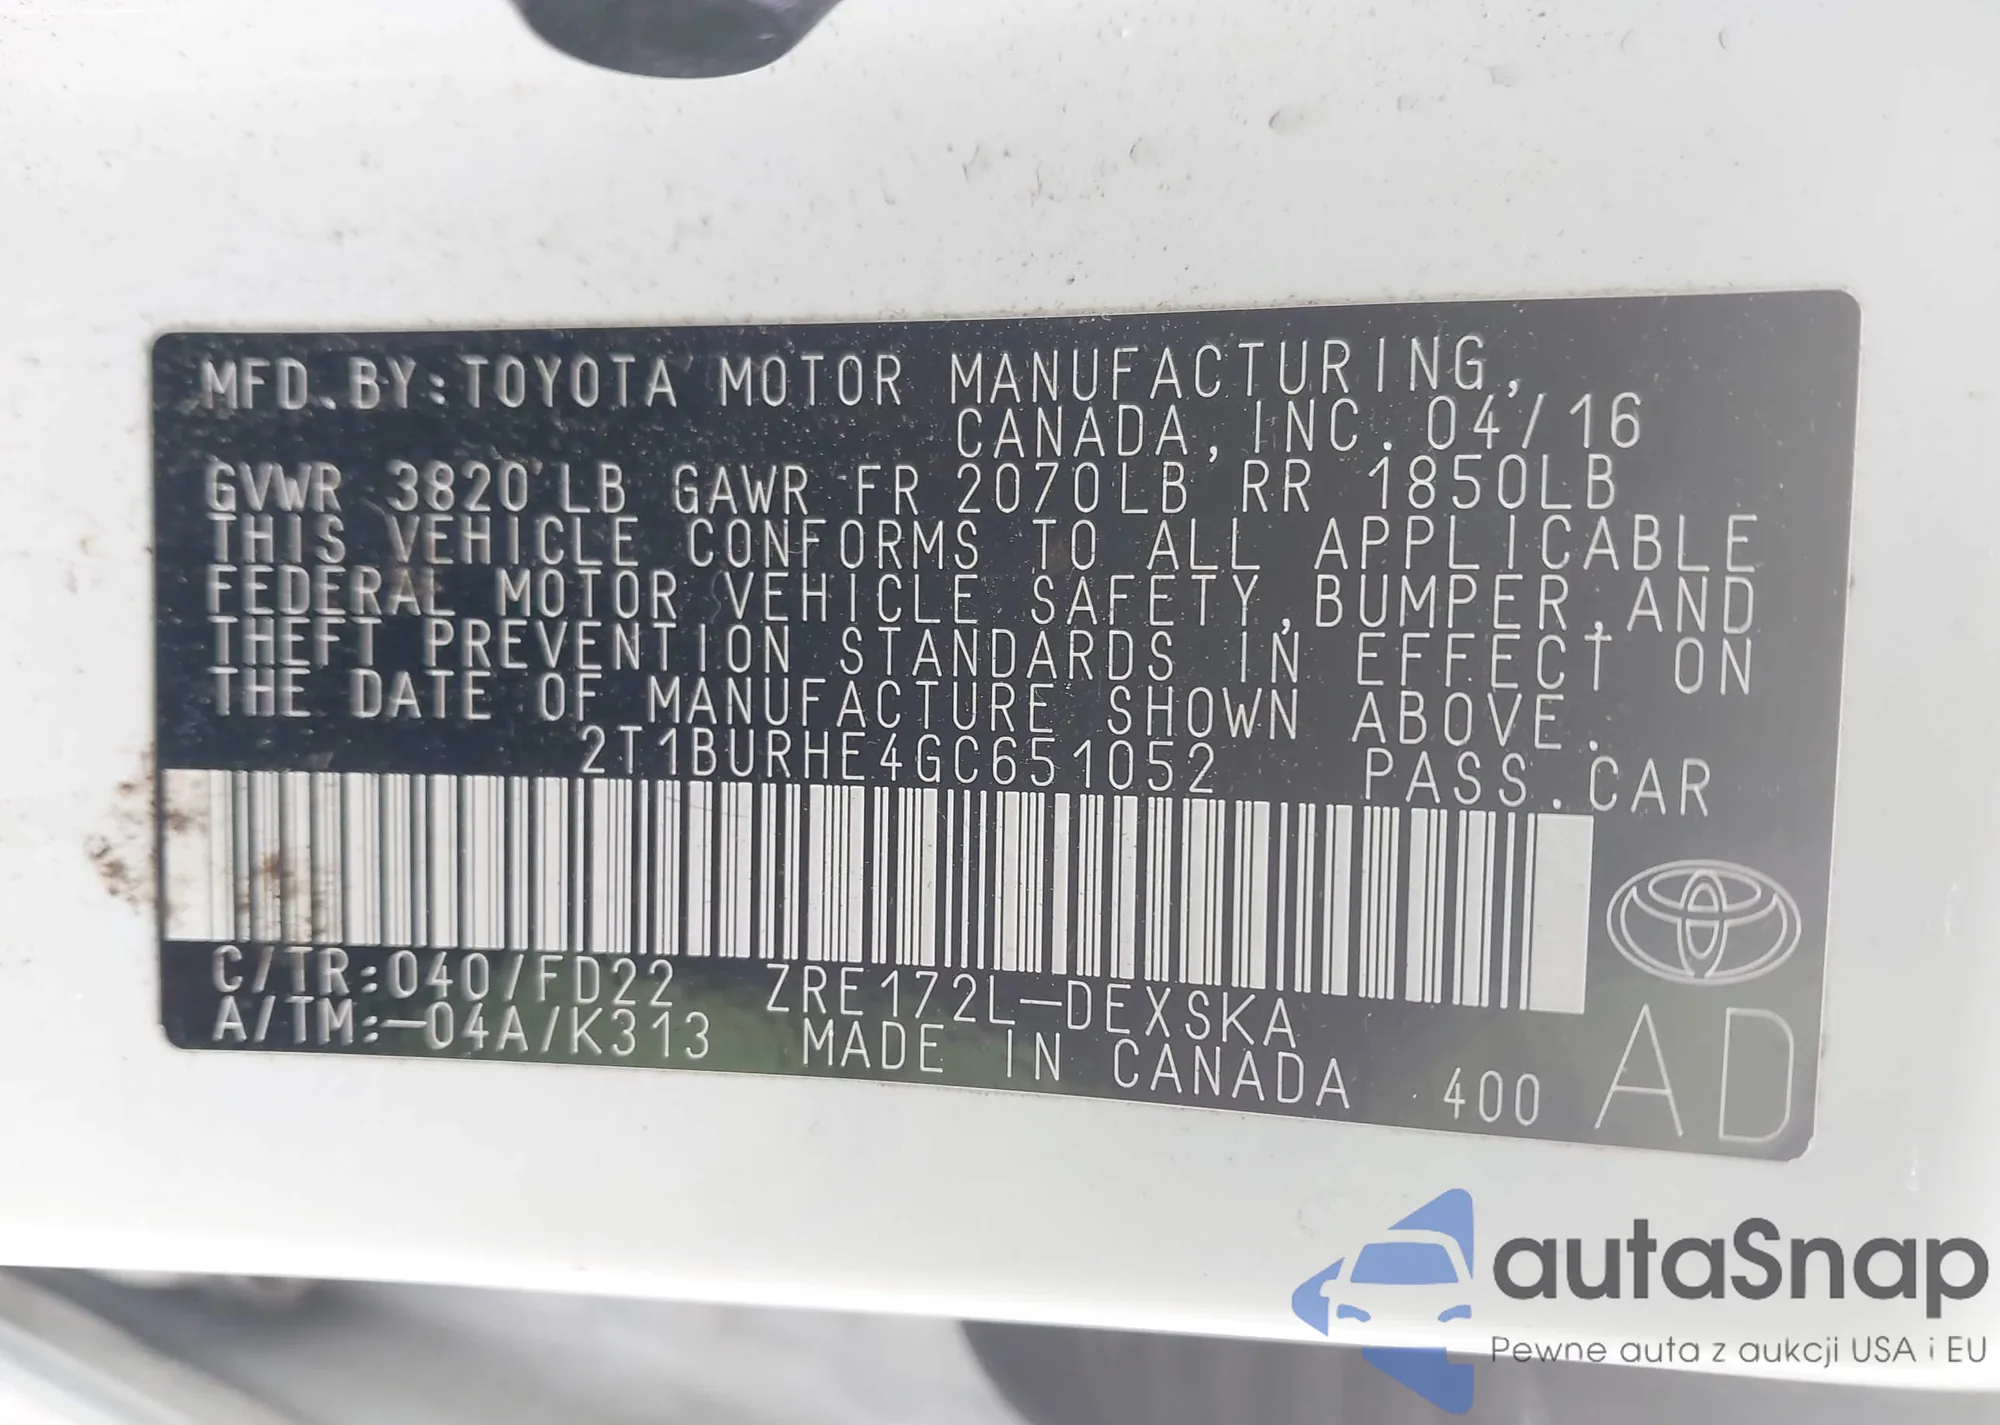 MFD. BY: TOYOTA MOTOR MANUFACTURING,
CANADA, INC. 04/16
GVWR 3820 LB GAWR FR 2070LB RR 1850LB
THIS VEHICLE CONFORMS TO ALL APPLICABLE
FEDERAL MOTOR VEHICLE SAFETY, BUMPER, AND
THEFT PREVENTION STANDARDS IN EFFECT ON
THE DATE OF MANUFACTURE SHOWN ABOVE.
2T1BURHE4GC651052 PASS. CAR
C/TR: 040/FD22 ZRE172L-DEXSKA
A/TM: -04A/K313 MADE IN CANADA 400 AD
autaSnap
Pewne auta z aukcji USA i EU